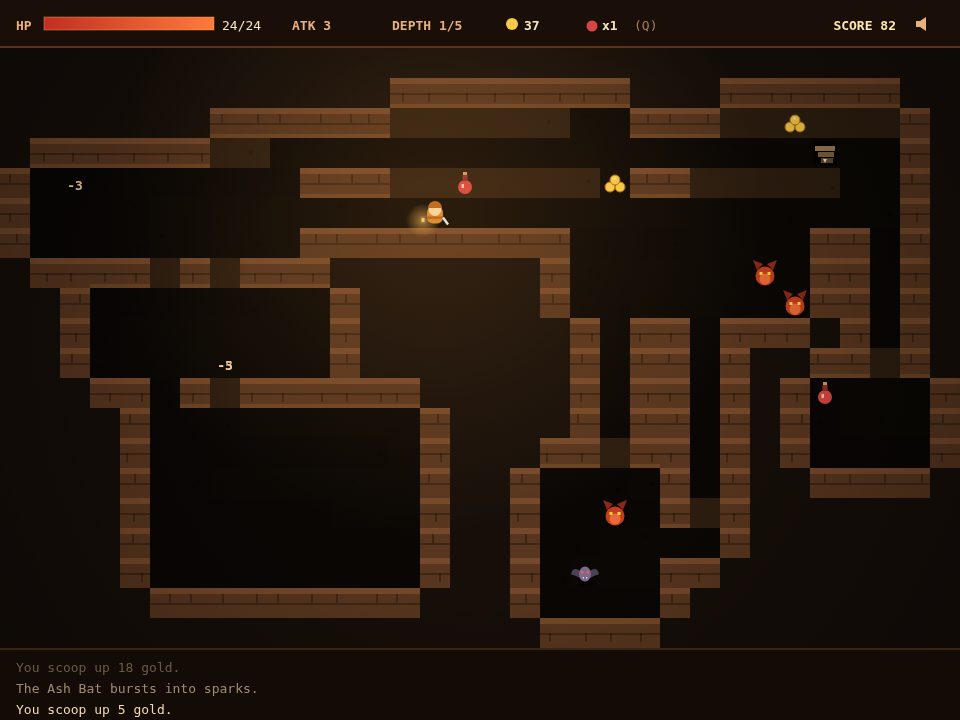 HP 24/24 ATK 3 DEPTH 1/5 37 x1 (Q) SCORE 82
-3
You scoop up 18 gold.
The Ash Bat bursts into sparks.
You scoop up 5 gold.